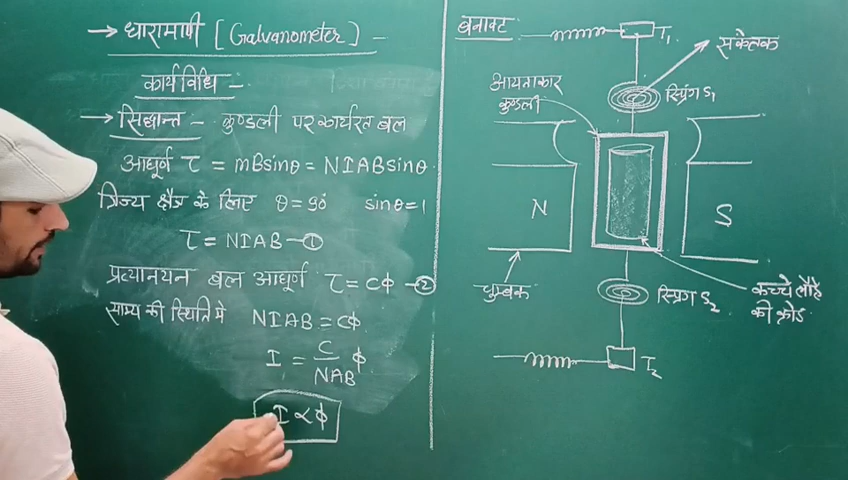 → धारामापी [Galvanometer] -
कार्यविधि -
→ सिद्धान्त - कुण्डली पर कार्यरत बल
आघूर्ण τ = mBsinθ = NIABsinθ
त्रिज्य क्षेत्र के लिए θ = 90° sinθ = 1
τ = NIAB - ①
प्रत्यानयन बल आघूर्ण τ = Cϕ - ②
साम्य की स्थिति मे NIAB = Cϕ
I = C/NAB ϕ
I ∝ ϕ
बनावट
T₁
संकेतक
आयताकार
कुण्डली
स्प्रिंग S₁
N
S
चुम्बक
स्प्रिंग S₂
कच्चे लौहे
की क्रोड
T₂